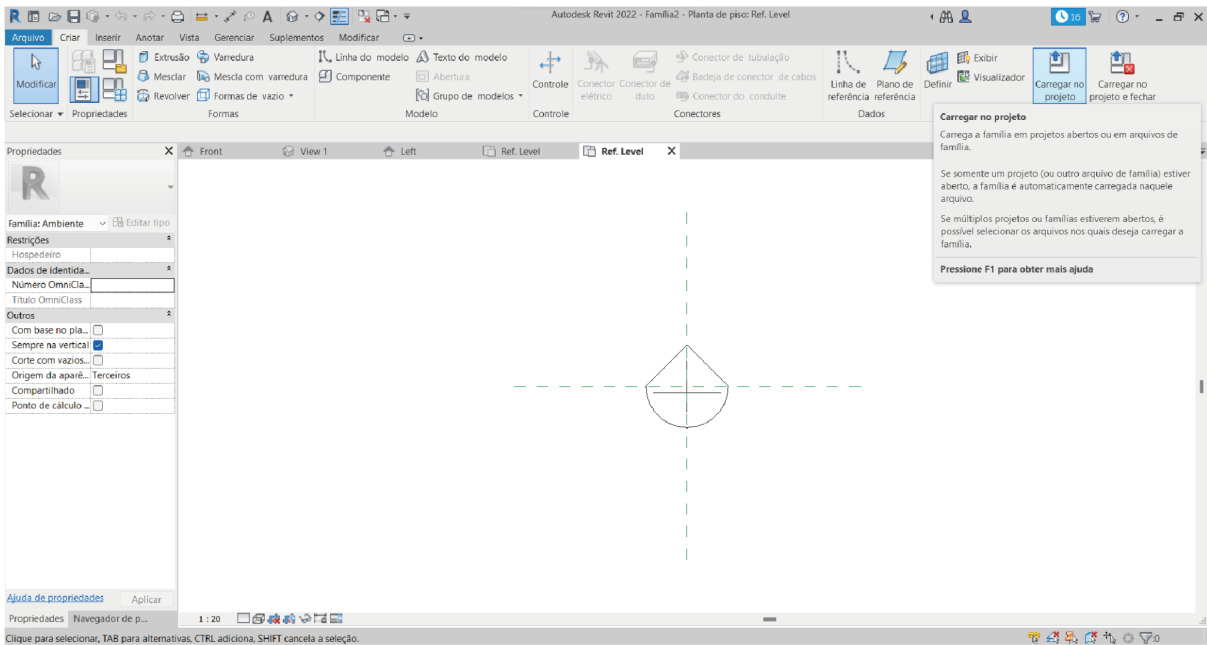 Autodesk Revit 2022 - Família2 - Planta de piso: Ref. Level
16
Arquivo Criar Inserir Anotar Vista Gerenciar Suplementos Modificar
Modificar
Extrusão Varredura
Mesclar Mescla com varredura
Revolver Formas de vazio
Linha do modelo Texto do modelo
Componente Abertura
Grupo de modelos
Controle
Conector elétrico
Conector de duto
Conector de tubulação
Badeja de conector de cabos
Conector do conduite
Linha de referência
Plano de referência
Definir
Exibir
Visualizador
Carregar no projeto
Carregar no projeto e fechar
Selecionar Propriedades Formas Modelo Controle Conectores Dados
Carregar no projeto
Carrega a família em projetos abertos ou em arquivos de
família.
Se somente um projeto (ou outro arquivo de família) estiver
aberto, a família é automaticamente carregada naquele
arquivo.
Se múltiplos projetos ou famílias estiverem abertos, é
possível selecionar os arquivos nos quais deseja carregar a
família.
Pressione F1 para obter mais ajuda
Propriedades
Front View 1 Left Ref. Level Ref. Level
R
Família: Ambiente Editar tipo
Restrições
Hospedeiro
Dados de identida...
Número OmniCla...
Título OmniClass
Outros
Com base no pla...
Sempre na vertical
Corte com vazios...
Origem da aparê... Terceiros
Compartilhado
Ponto de cálculo ...
Ajuda de propriedades Aplicar
Propriedades Navegador de p...
1 : 20
Clique para selecionar, TAB para alternativas, CTRL adiciona, SHIFT cancela a seleção.
:0